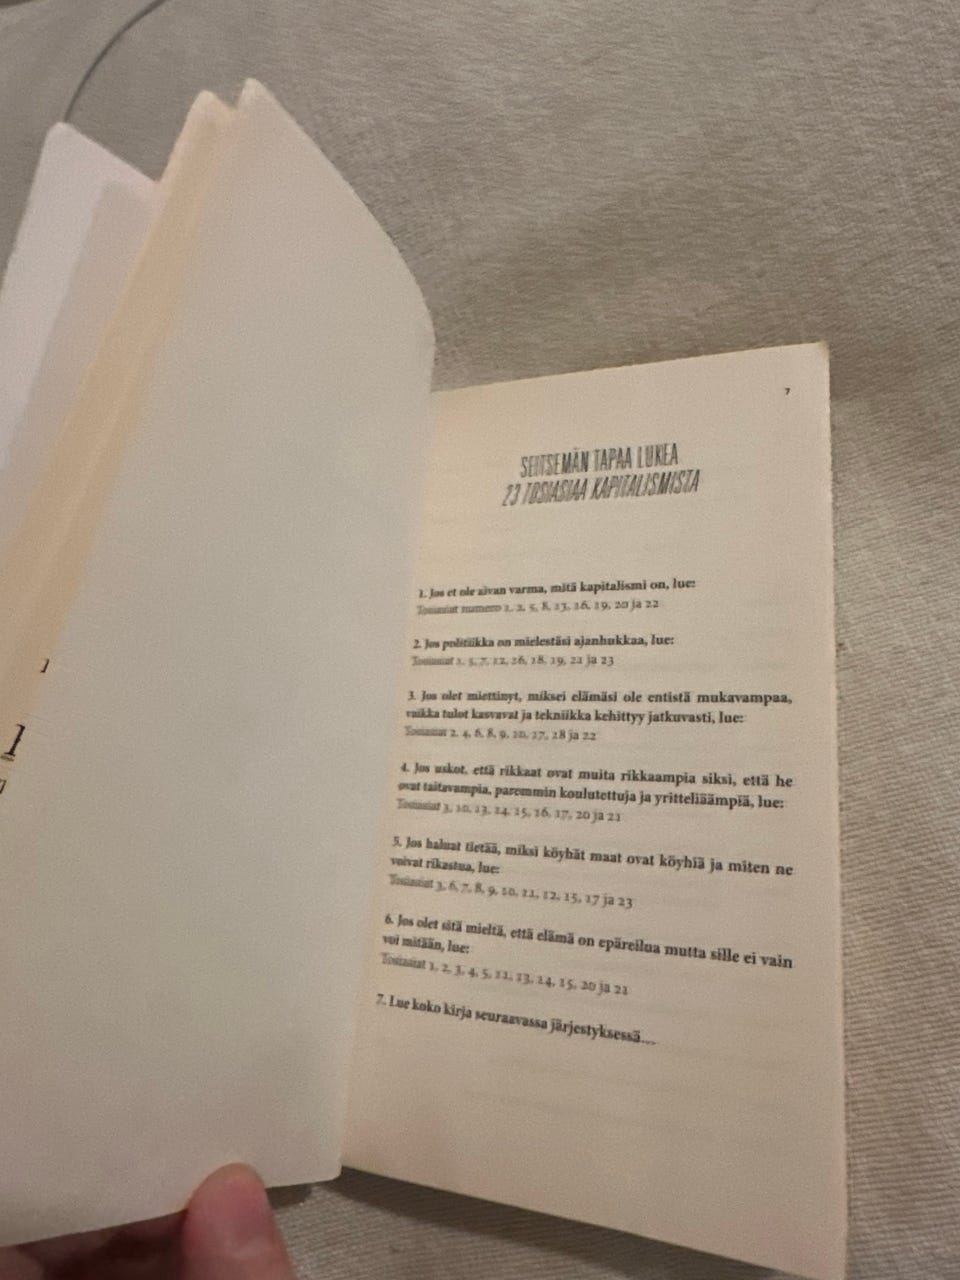 7
SEITSEMÄN TAPAA LUKEA
23 TOSIASIAA KAPITALISMISTA
1. Jos et ole aivan varma, mitä kapitalismi on, lue:
Tosiasiat numero 1, 2, 5, 8, 13, 16, 19, 20 ja 22
2. Jos politiikka on mielestäsi ajanhukkaa, lue:
Tosiasiat 1, 5, 7, 12, 16, 18, 19, 21 ja 23
3. Jos olet miettinyt, miksei elämäsi ole entistä mukavampaa,
vaikka tulot kasvavat ja tekniikka kehittyy jatkuvasti, lue:
Tosiasiat 2, 4, 6, 8, 9, 10, 17, 18 ja 22
4. Jos uskot, että rikkaat ovat muita rikkaampia siksi, että he
ovat taitavampia, paremmin koulutettuja ja yritteliäämpiä, lue:
Tosiasiat 3, 10, 13, 14, 15, 16, 17, 20 ja 21
5. Jos haluat tietää, miksi köyhät maat ovat köyhiä ja miten ne
voivat rikastua, lue:
Tosiasiat 3, 6, 7, 8, 9, 10, 11, 12, 15, 17 ja 23
6. Jos olet sitä mieltä, että elämä on epäreilua mutta sille ei vain
voi mitään, lue:
Tosiasiat 1, 2, 3, 4, 5, 11, 13, 14, 15, 20 ja 21
7. Lue koko kirja seuraavassa järjestyksessä…